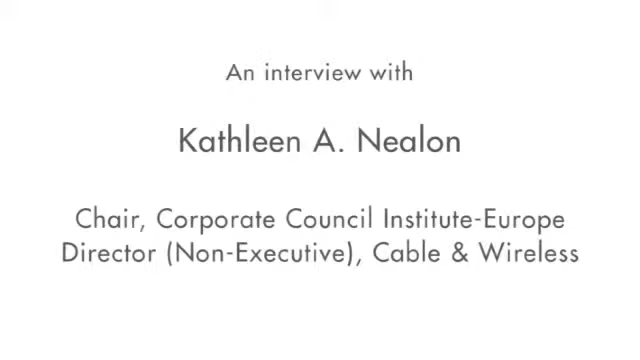 An interview with
Kathleen A. Nealon
Chair, Corporate Council Institute-Europe
Director (Non-Executive), Cable & Wireless